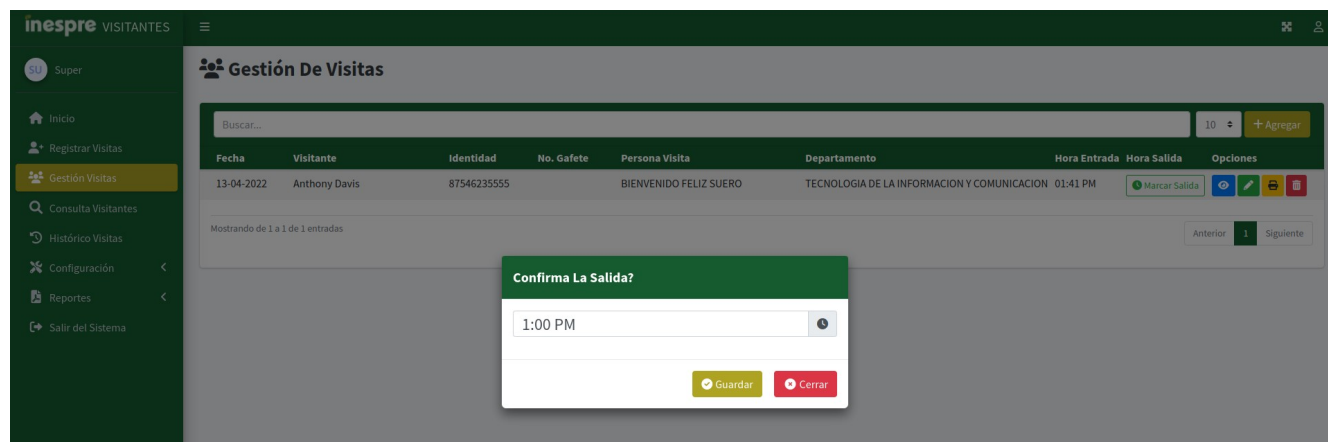 inespre VISITANTES
SU Super
Gestión De Visitas
Inicio
Registrar Visitas
Gestión Visitas
Consulta Visitantes
Histórico Visitas
Configuración
Reportes
Salir del Sistema
Buscar... 10 + Agregar
Fecha Visitante Identidad No. Gafete Persona Visita Departamento Hora Entrada Hora Salida Opciones
13-04-2022 Anthony Davis 87546235555 BIENVENIDO FELIZ SUERO TECNOLOGIA DE LA INFORMACION Y COMUNICACION 01:41 PM Marcar Salida
Mostrando de 1 a 1 de 1 entradas Anterior 1 Siguiente
Confirma La Salida?
1:00 PM
Guardar Cerrar